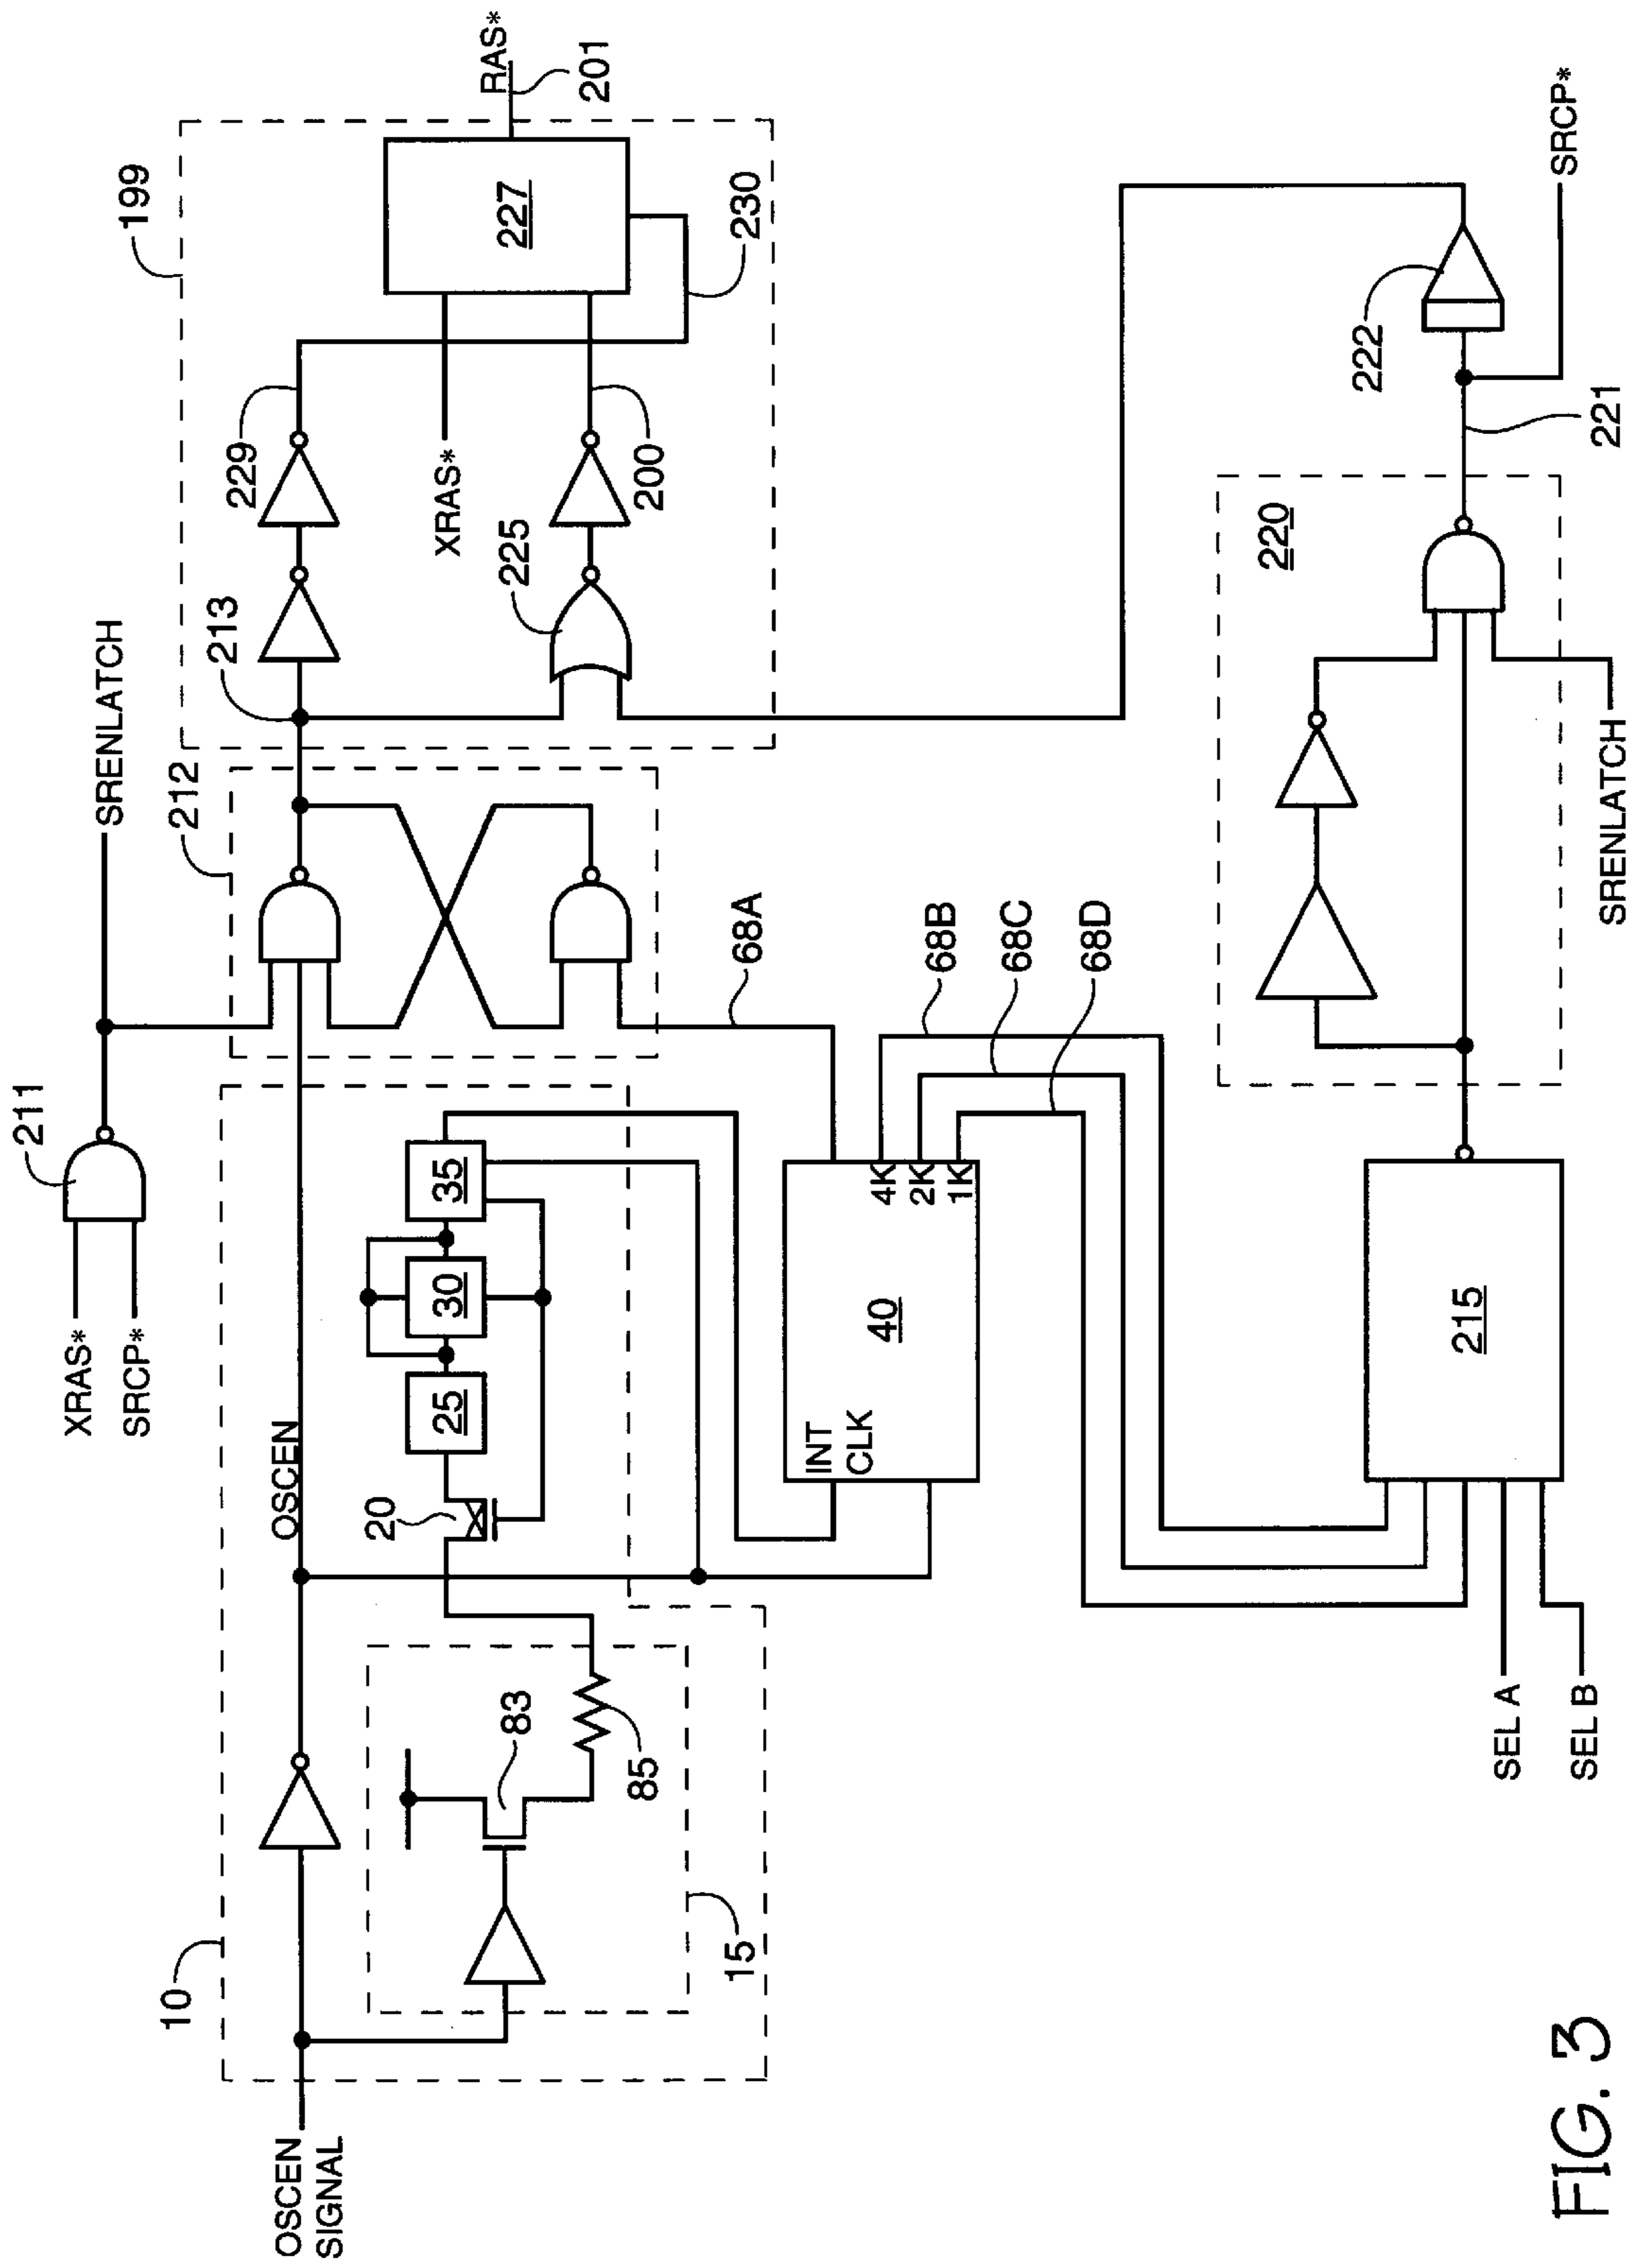 XRAS*
SRCP*
211
SRENLATCH
212
213
199
229
XRAS*
225
200
227
RAS*
201
230
10
OSCEN
SIGNAL
OSCEN
15
83
85
20
25
30
35
68A
68B
68C
68D
INT
CLK
40
4K
2K
1K
SEL A
SEL B
215
220
SRENLATCH
221
222
SRCP*
FIG. 3